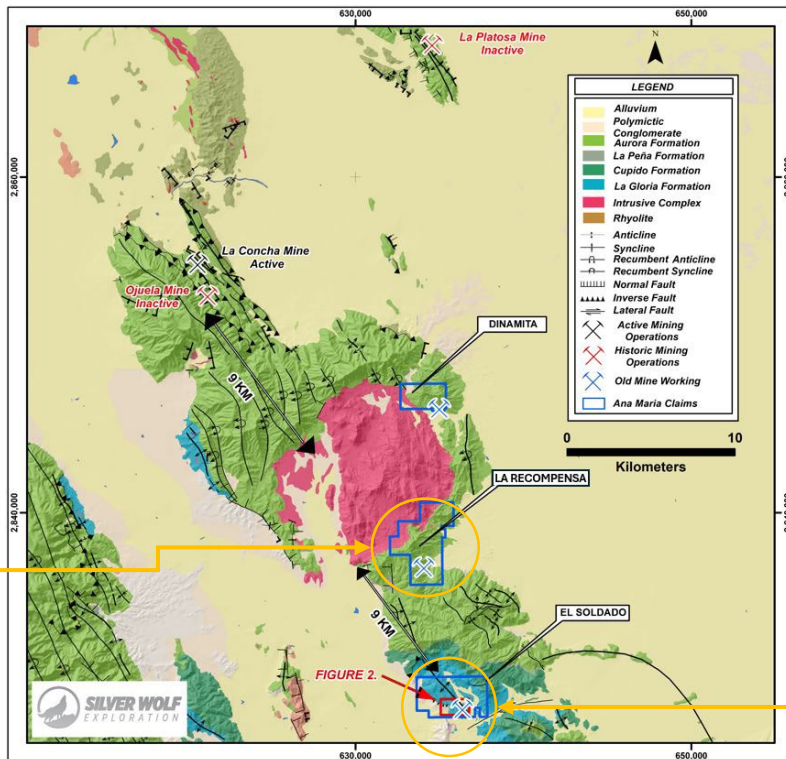 630,000
650,000
La Platosa Mine
Inactive
LEGEND
Alluvium
Polymictic
Conglomerate
Aurora Formation
La Peña Formation
Cupido Formation
La Gloria Formation
Intrusive Complex
Rhyolite
Anticline
Syncline
Recumbent Anticline
Recumbent Syncline
Normal Fault
Inverse Fault
Lateral Fault
Active Mining
Operations
Historic Mining
Operations
Old Mine Working
Ana Maria Claims
0
10
Kilometers
2,860,000
La Concha Mine
Active
Ojuela Mine
Inactive
DINAMITA
9 KM
LA RECOMPENSA
2,840,000
9 KM
EL SOLDADO
FIGURE 2.
SILVER WOLF
EXPLORATION
630,000
650,000